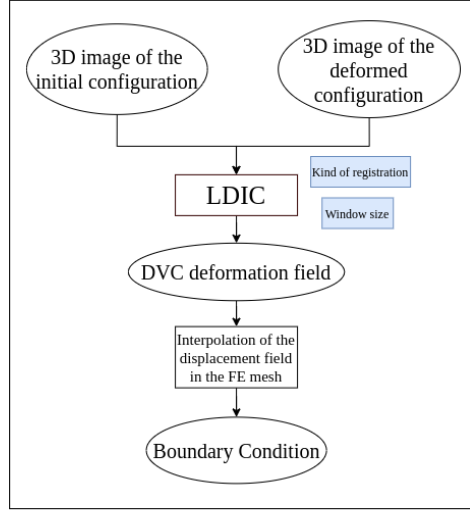 3D image of the
initial configuration
3D image of the
deformed
configuration
Kind of registration
LDIC
Window size
DVC deformation field
Interpolation of the
displacement field
in the FE mesh
Boundary Condition